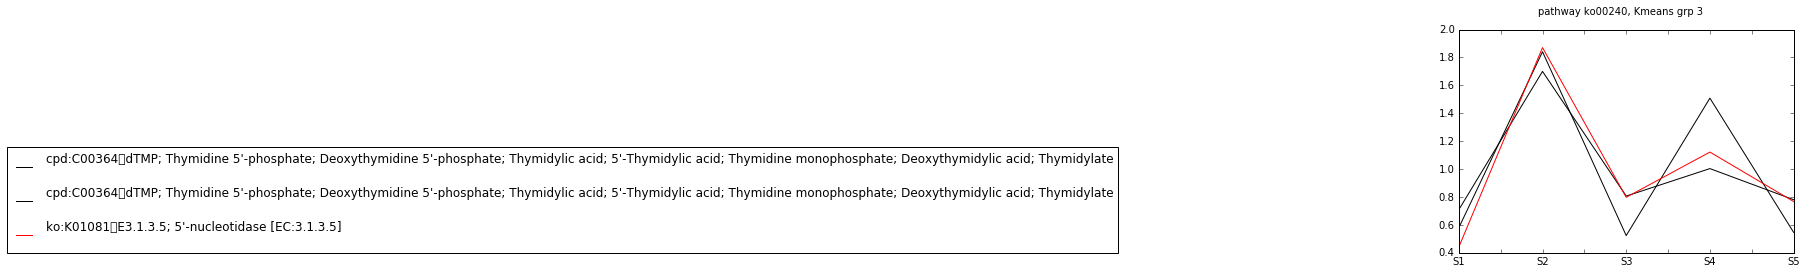 pathway ko00240, Kmeans grp 3
2.0
1.8
1.6
1.4
1.2
1.0
0.8
0.6
0.4
S1 S2 S3 S4 S5
cpd:C00364▯dTMP; Thymidine 5'-phosphate; Deoxythymidine 5'-phosphate; Thymidylic acid; 5'-Thymidylic acid; Thymidine monophosphate; Deoxythymidylic acid; Thymidylate
cpd:C00364▯dTMP; Thymidine 5'-phosphate; Deoxythymidine 5'-phosphate; Thymidylic acid; 5'-Thymidylic acid; Thymidine monophosphate; Deoxythymidylic acid; Thymidylate
ko:K01081▯E3.1.3.5; 5'-nucleotidase [EC:3.1.3.5]